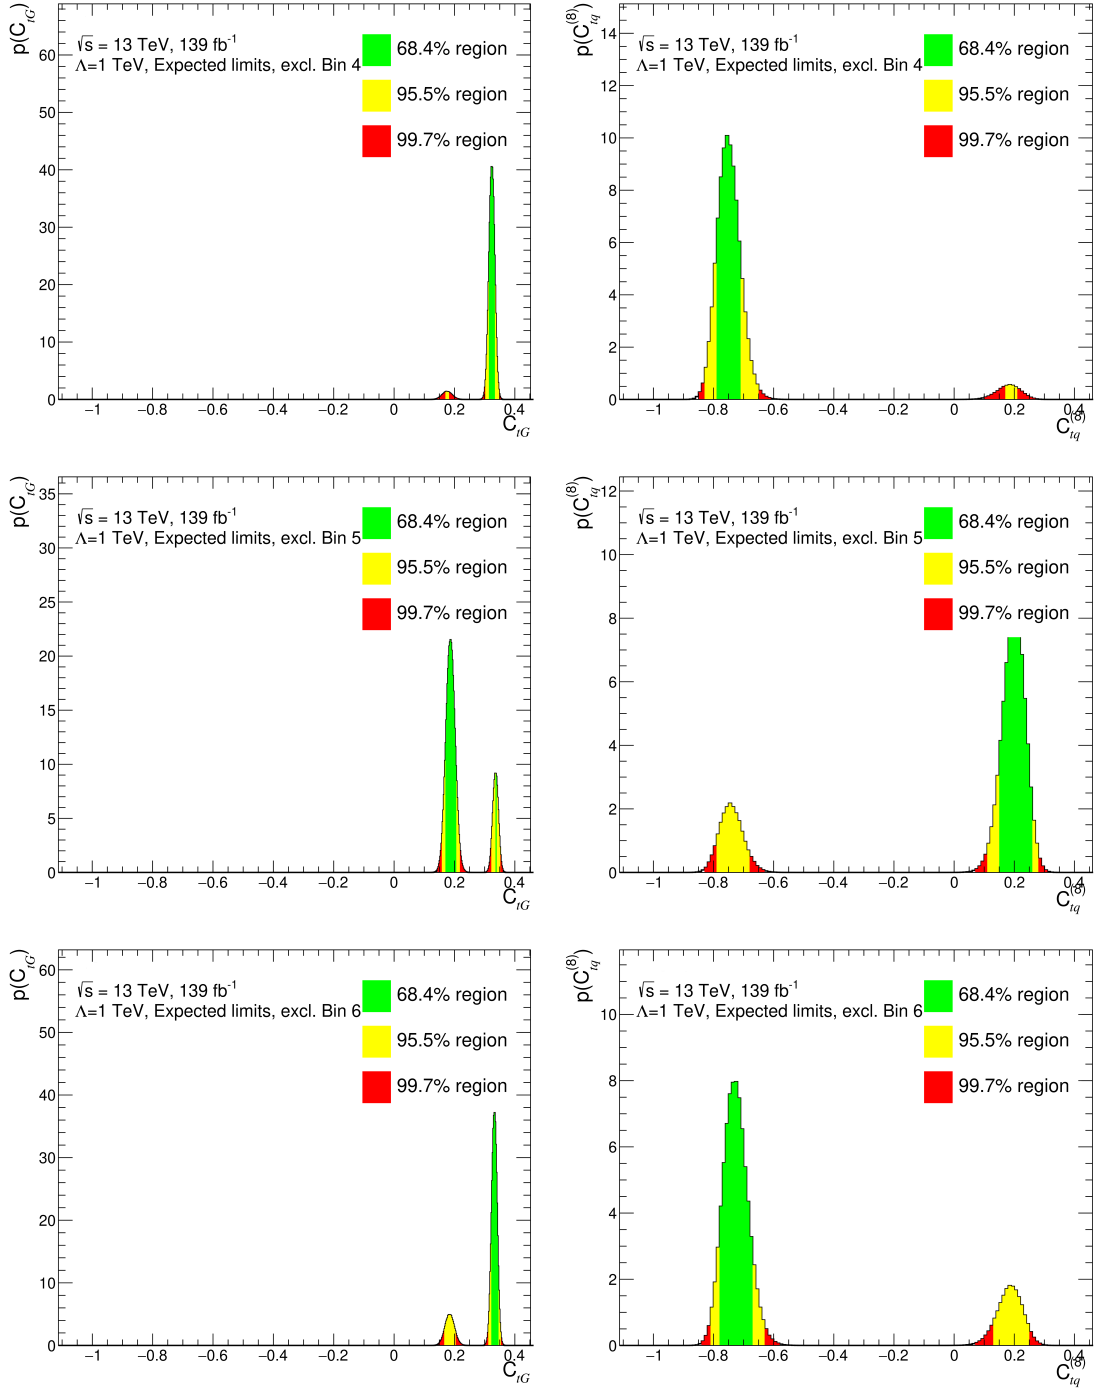 p(C_tG)
√s = 13 TeV, 139 fb⁻¹
Λ=1 TeV, Expected limits, excl. Bin 4
68.4% region
95.5% region
99.7% region
60
50
40
30
20
10
0
−1 −0.8 −0.6 −0.4 −0.2 0 0.2 0.4
C_tG
p(C_tq^(8))
√s = 13 TeV, 139 fb⁻¹
Λ=1 TeV, Expected limits, excl. Bin 4
68.4% region
95.5% region
99.7% region
14
12
10
8
6
4
2
0
−1 −0.8 −0.6 −0.4 −0.2 0 0.2 0.4
C_tq^(8)
p(C_tG)
√s = 13 TeV, 139 fb⁻¹
Λ=1 TeV, Expected limits, excl. Bin 5
68.4% region
95.5% region
99.7% region
35
30
25
20
15
10
5
0
−1 −0.8 −0.6 −0.4 −0.2 0 0.2 0.4
C_tG
p(C_tq^(8))
√s = 13 TeV, 139 fb⁻¹
Λ=1 TeV, Expected limits, excl. Bin 5
68.4% region
95.5% region
99.7% region
12
10
8
6
4
2
0
−1 −0.8 −0.6 −0.4 −0.2 0 0.2 0.4
C_tq^(8)
p(C_tG)
√s = 13 TeV, 139 fb⁻¹
Λ=1 TeV, Expected limits, excl. Bin 6
68.4% region
95.5% region
99.7% region
60
50
40
30
20
10
0
−1 −0.8 −0.6 −0.4 −0.2 0 0.2 0.4
C_tG
p(C_tq^(8))
√s = 13 TeV, 139 fb⁻¹
Λ=1 TeV, Expected limits, excl. Bin 6
68.4% region
95.5% region
99.7% region
10
8
6
4
2
0
−1 −0.8 −0.6 −0.4 −0.2 0 0.2 0.4
C_tq^(8)